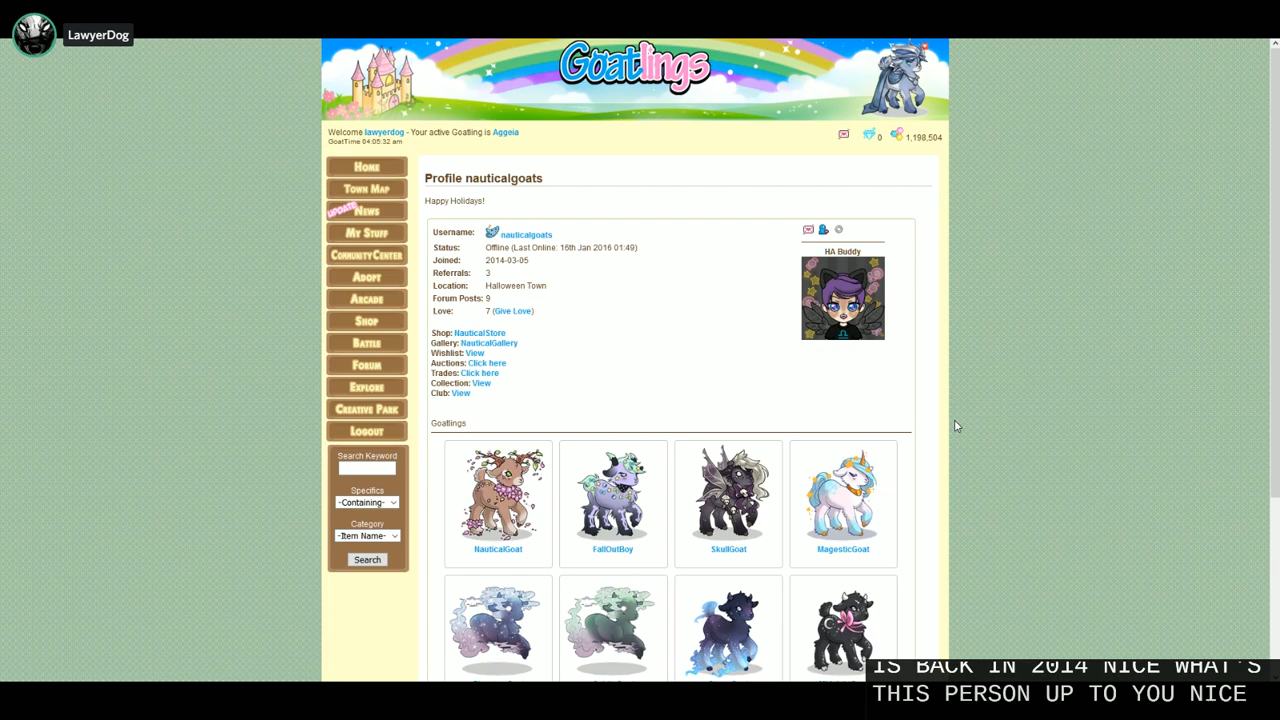 LawyerDog
Goatlings
Welcome lawyerdog - Your active Goatling is Aggeia
GoatTime 04:05:32 am
0
1,198,504
Home
Town Map
UPDATE News
My Stuff
Community Center
Adopt
Arcade
Shop
Battle
Forum
Explore
Creative Park
Logout
Search Keyword
Specifics
-Containing-
Category
-Item Name-
Search
Profile nauticalgoats
Happy Holidays!
Username: nauticalgoats
Status: Offline (Last Online: 16th Jan 2016 01:49)
Joined: 2014-03-05
Referrals: 3
Location: Halloween Town
Forum Posts: 9
Love: 7 (Give Love)
HA Buddy
Shop: NauticalStore
Gallery: NauticalGallery
Wishlist: View
Auctions: Click here
Trades: Click here
Collection: View
Club: View
Goatlings
NauticalGoat
FallOutBoy
SkullGoat
MagesticGoat
IS BACK IN 2014 NICE WHAT'S
THIS PERSON UP TO YOU NICE